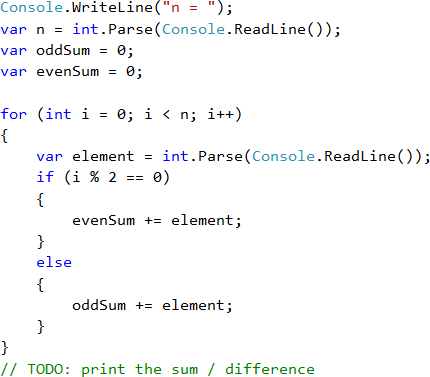 Console.WriteLine("n = ");
var n = int.Parse(Console.ReadLine());
var oddSum = 0;
var evenSum = 0;

for (int i = 0; i < n; i++)
{
    var element = int.Parse(Console.ReadLine());
    if (i % 2 == 0)
    {
        evenSum += element;
    }
    else
    {
        oddSum += element;
    }
}
// TODO: print the sum / difference